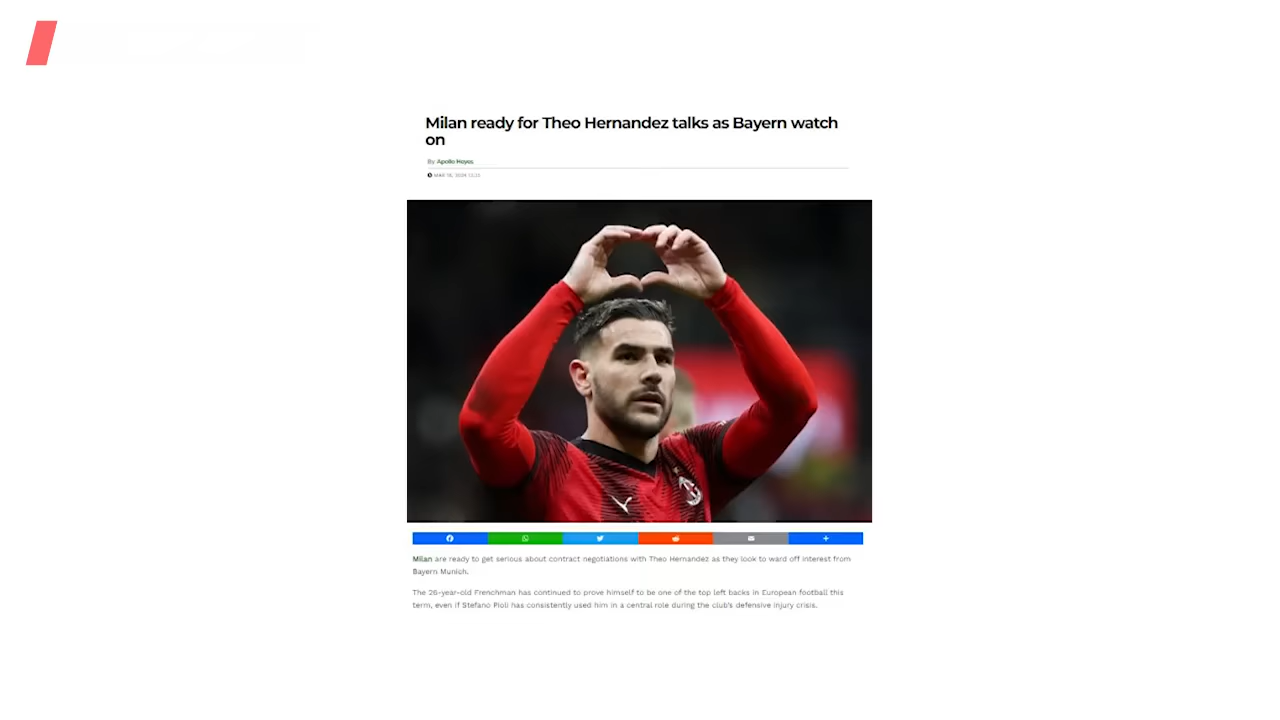 Milan ready for Theo Hernandez talks as Bayern watch
on
By Apollo Heyes
Milan are ready to get serious about contract negotiations with Theo Hernandez as they look to ward off interest from
Bayern Munich.
The 26-year-old Frenchman has continued to prove himself to be one of the top left backs in European football this
term, even if Stefano Pioli has consistently used him in a central role during the club's defensive injury crisis.